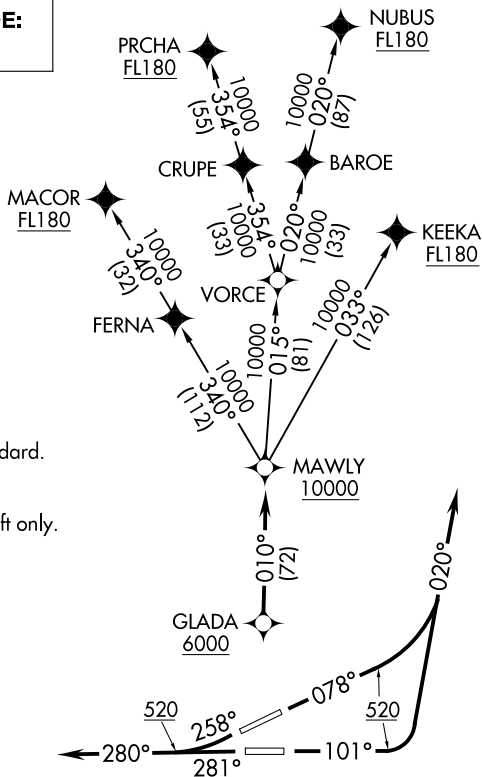 DE:
NUBUS
FL180
PRCHA
FL180
10000
354°
(55)
10000
020°
(87)
CRUPE
BAROE
MACOR
FL180
354°
10000
(33)
020°
10000
(33)
KEEKA
FL180
10000
340°
(32)
VORCE
10000
033°
(126)
FERNA
10000
015°
(81)
10000
340°
(112)
dard.
MAWLY
10000
ft only.
010°
(72)
020°
GLADA
6000
078°
520
258°
520
280°
281°
101°